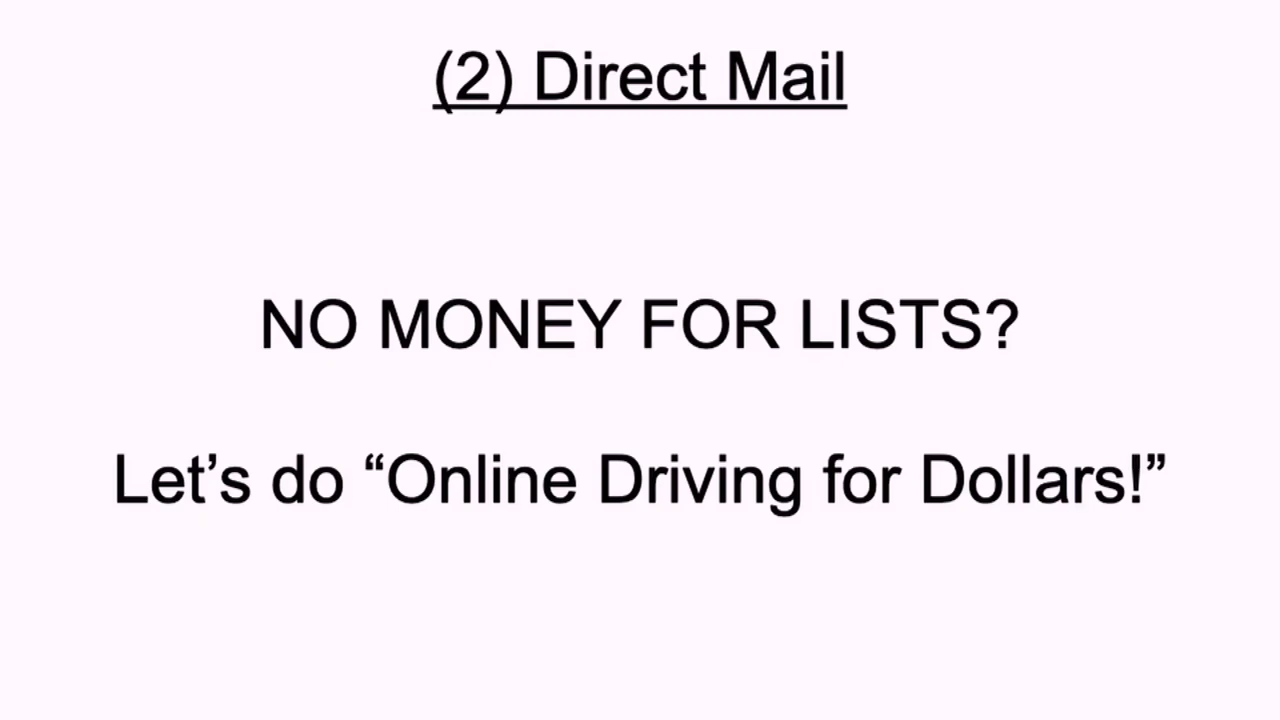 (2) Direct Mail
NO MONEY FOR LISTS?
Let’s do “Online Driving for Dollars!”